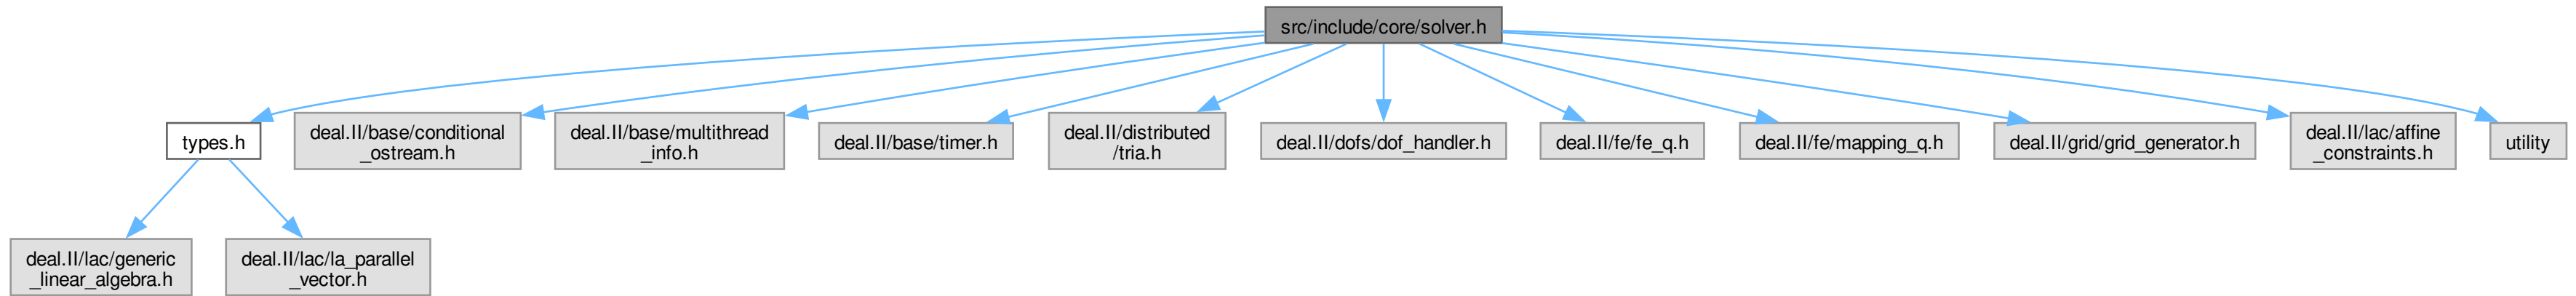 src/include/core/solver.h
types.h
deal.II/base/conditional
_ostream.h
deal.II/base/multithread
_info.h
deal.II/base/timer.h
deal.II/distributed
/tria.h
deal.II/dofs/dof_handler.h
deal.II/fe/fe_q.h
deal.II/fe/mapping_q.h
deal.II/grid/grid_generator.h
deal.II/lac/affine
_constraints.h
utility
deal.II/lac/generic
_linear_algebra.h
deal.II/lac/la_parallel
_vector.h